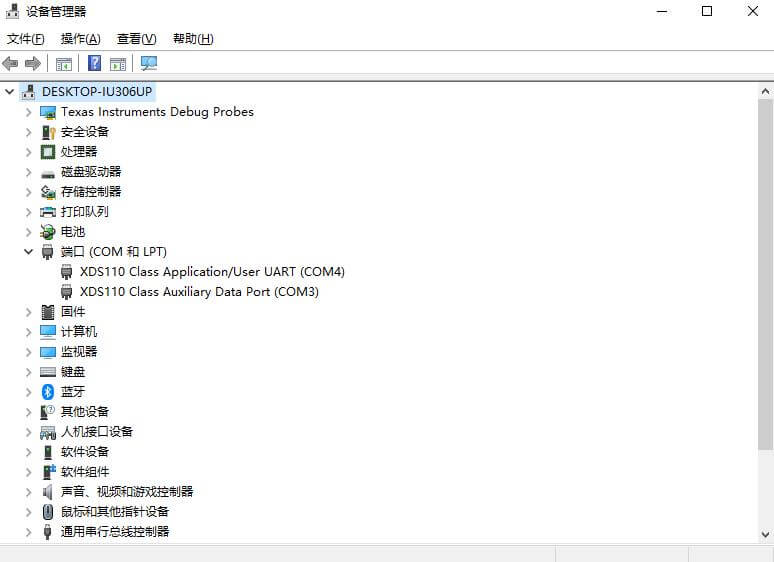 设备管理器
文件(F) 操作(A) 查看(V) 帮助(H)
DESKTOP-IU306UP
Texas Instruments Debug Probes
安全设备
处理器
磁盘驱动器
存储控制器
打印队列
电池
端口 (COM 和 LPT)
XDS110 Class Application/User UART (COM4)
XDS110 Class Auxiliary Data Port (COM3)
固件
计算机
监视器
键盘
蓝牙
其他设备
人机接口设备
软件设备
软件组件
声音、视频和游戏控制器
鼠标和其他指针设备
通用串行总线控制器